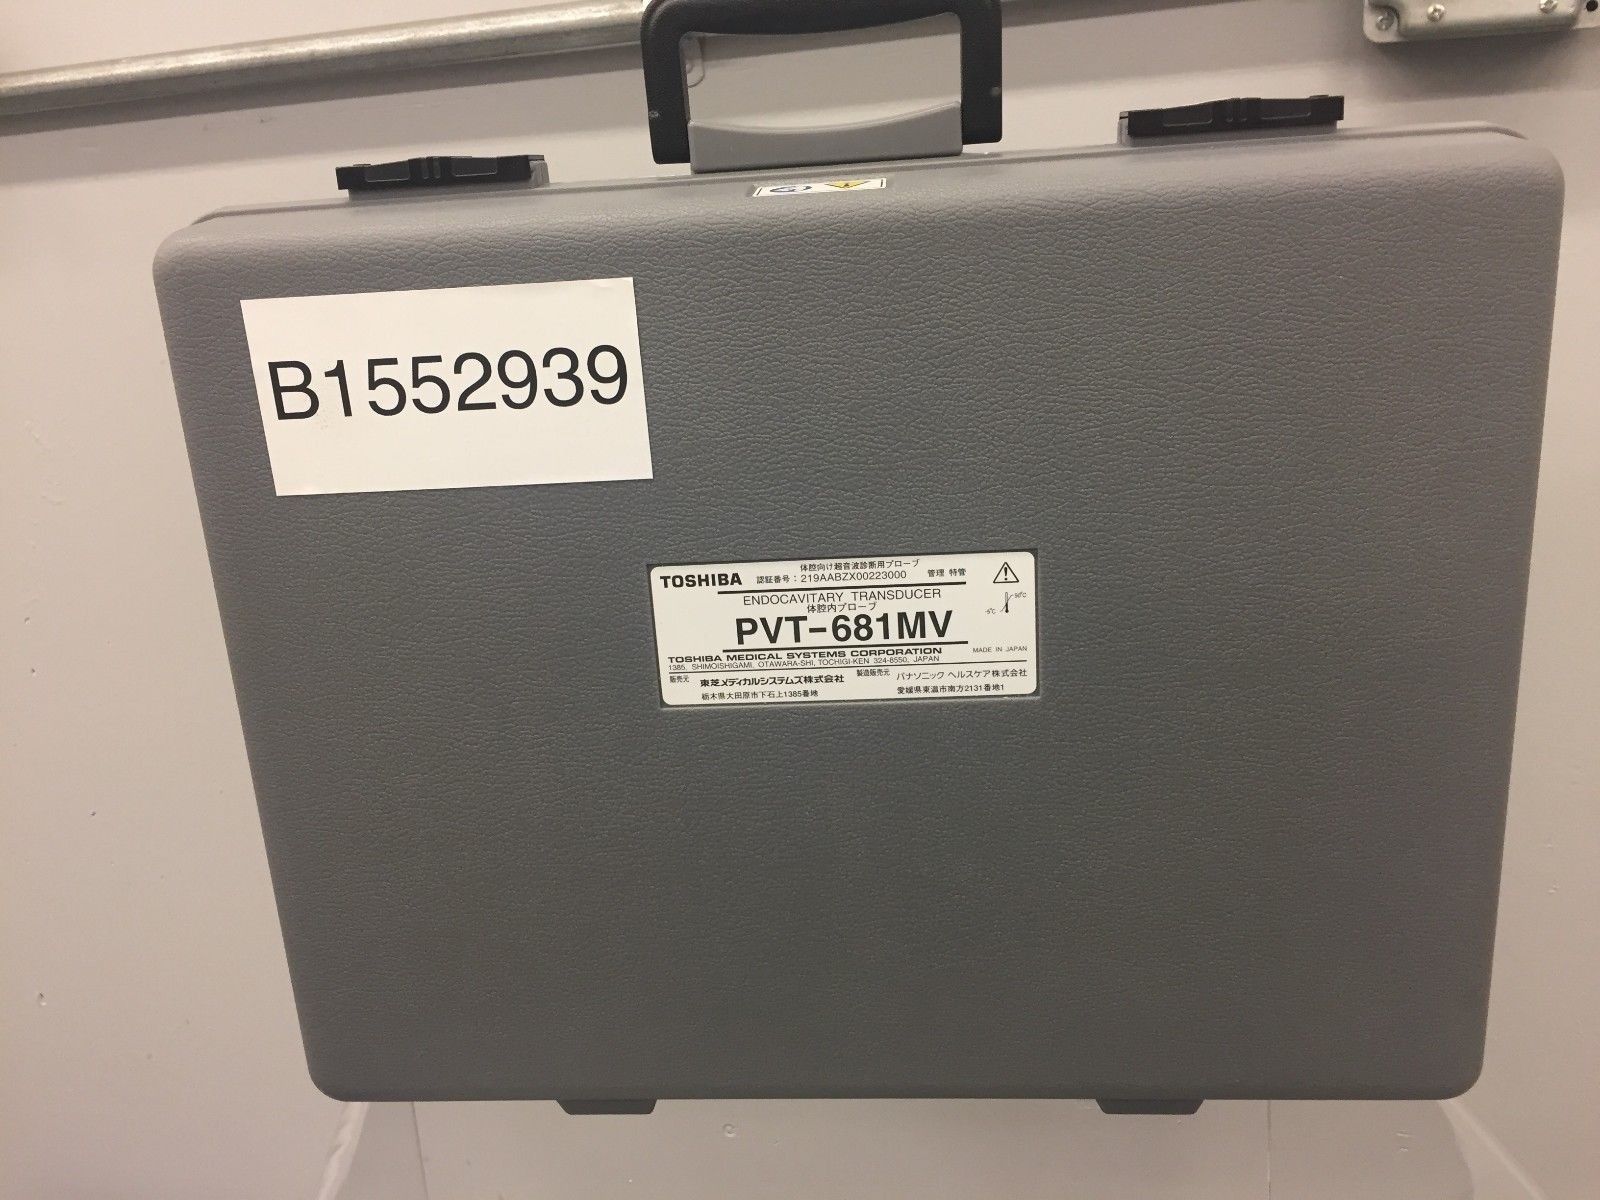 B1552939
体腔向け超音波診断用プローブ
TOSHIBA 認証番号：219AABZX00223000 管理 特管
ENDOCAVITARY TRANSDUCER
体腔内プローブ
-5℃ 50℃
PVT-681MV
TOSHIBA MEDICAL SYSTEMS CORPORATION MADE IN JAPAN
1385, SHIMOISHIGAMI, OTAWARA-SHI, TOCHIGI-KEN 324-8550, JAPAN
販売元 東芝メディカルシステムズ株式会社 製造販売元 パナソニック ヘルスケア株式会社
栃木県大田原市下石上1385番地 愛媛県東温市南方2131番地1